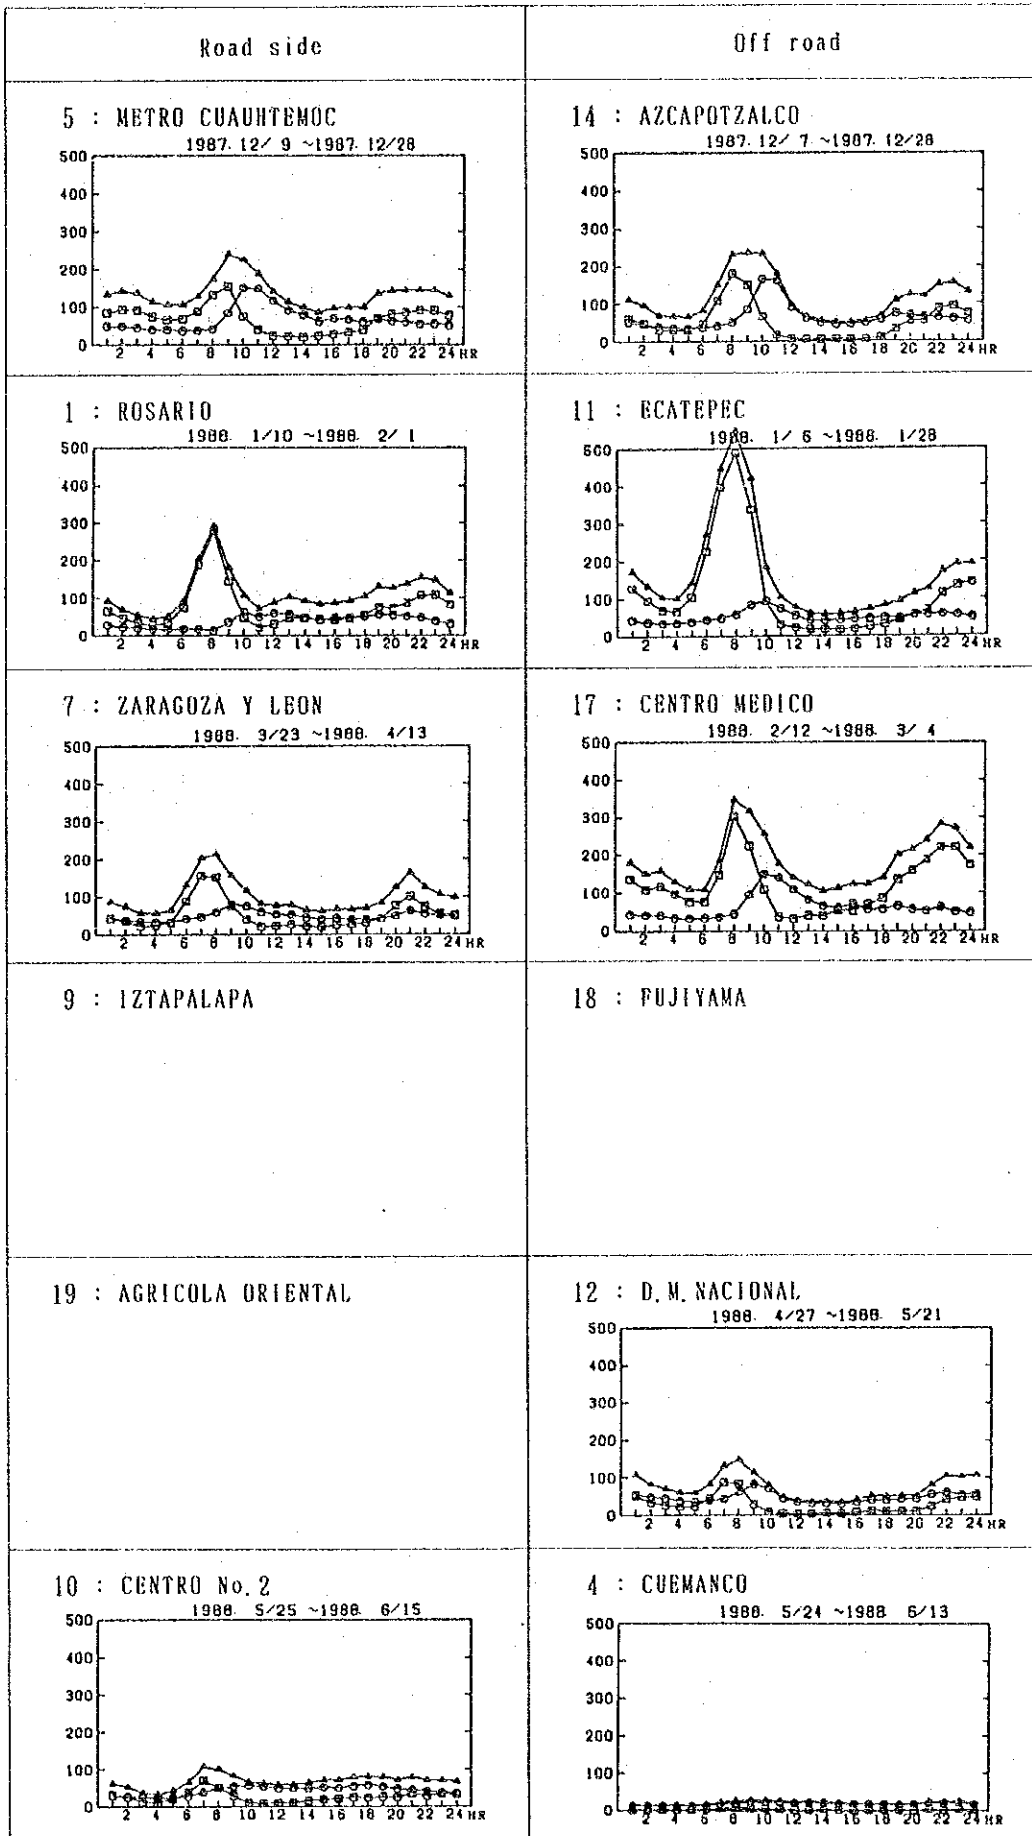 Road side
Off road
5 : METRO CUAUHTEMOC
1987. 12/ 9 ~1987. 12/28
500
400
300
200
100
0
2 4 6 8 10 12 14 16 18 20 22 24 HR
14 : AZCAPOTZALCO
1987. 12/ 7 ~1987. 12/28
500
400
300
200
100
0
2 4 6 8 10 12 14 16 18 20 22 24 HR
1 : ROSARIO
1988. 1/10 ~1988. 2/ 1
500
400
300
200
100
0
2 4 6 8 10 12 14 16 18 20 22 24 HR
11 : ECATEPEC
1988. 1/ 6 ~1988. 1/28
500
400
300
200
100
0
2 4 6 8 10 12 14 16 18 20 22 24 HR
7 : ZARAGOZA Y LEON
1988. 3/23 ~1988. 4/13
500
400
300
200
100
0
2 4 6 8 10 12 14 16 18 20 22 24 HR
17 : CENTRO MEDICO
1988. 2/12 ~1988. 3/ 4
500
400
300
200
100
0
2 4 6 8 10 12 14 16 18 20 22 24 HR
9 : IZTAPALAPA
18 : FUJIYAMA
19 : AGRICOLA ORIENTAL
12 : D.M.NACIONAL
1988. 4/27 ~1988. 5/21
500
400
300
200
100
0
2 4 6 8 10 12 14 16 18 20 22 24 HR
10 : CENTRO No.2
1988. 5/25 ~1988. 6/15
500
400
300
200
100
0
2 4 6 8 10 12 14 16 18 20 22 24 HR
4 : CUEMANCO
1988. 5/24 ~1988. 6/13
500
400
300
200
100
0
2 4 6 8 10 12 14 16 18 20 22 24 HR